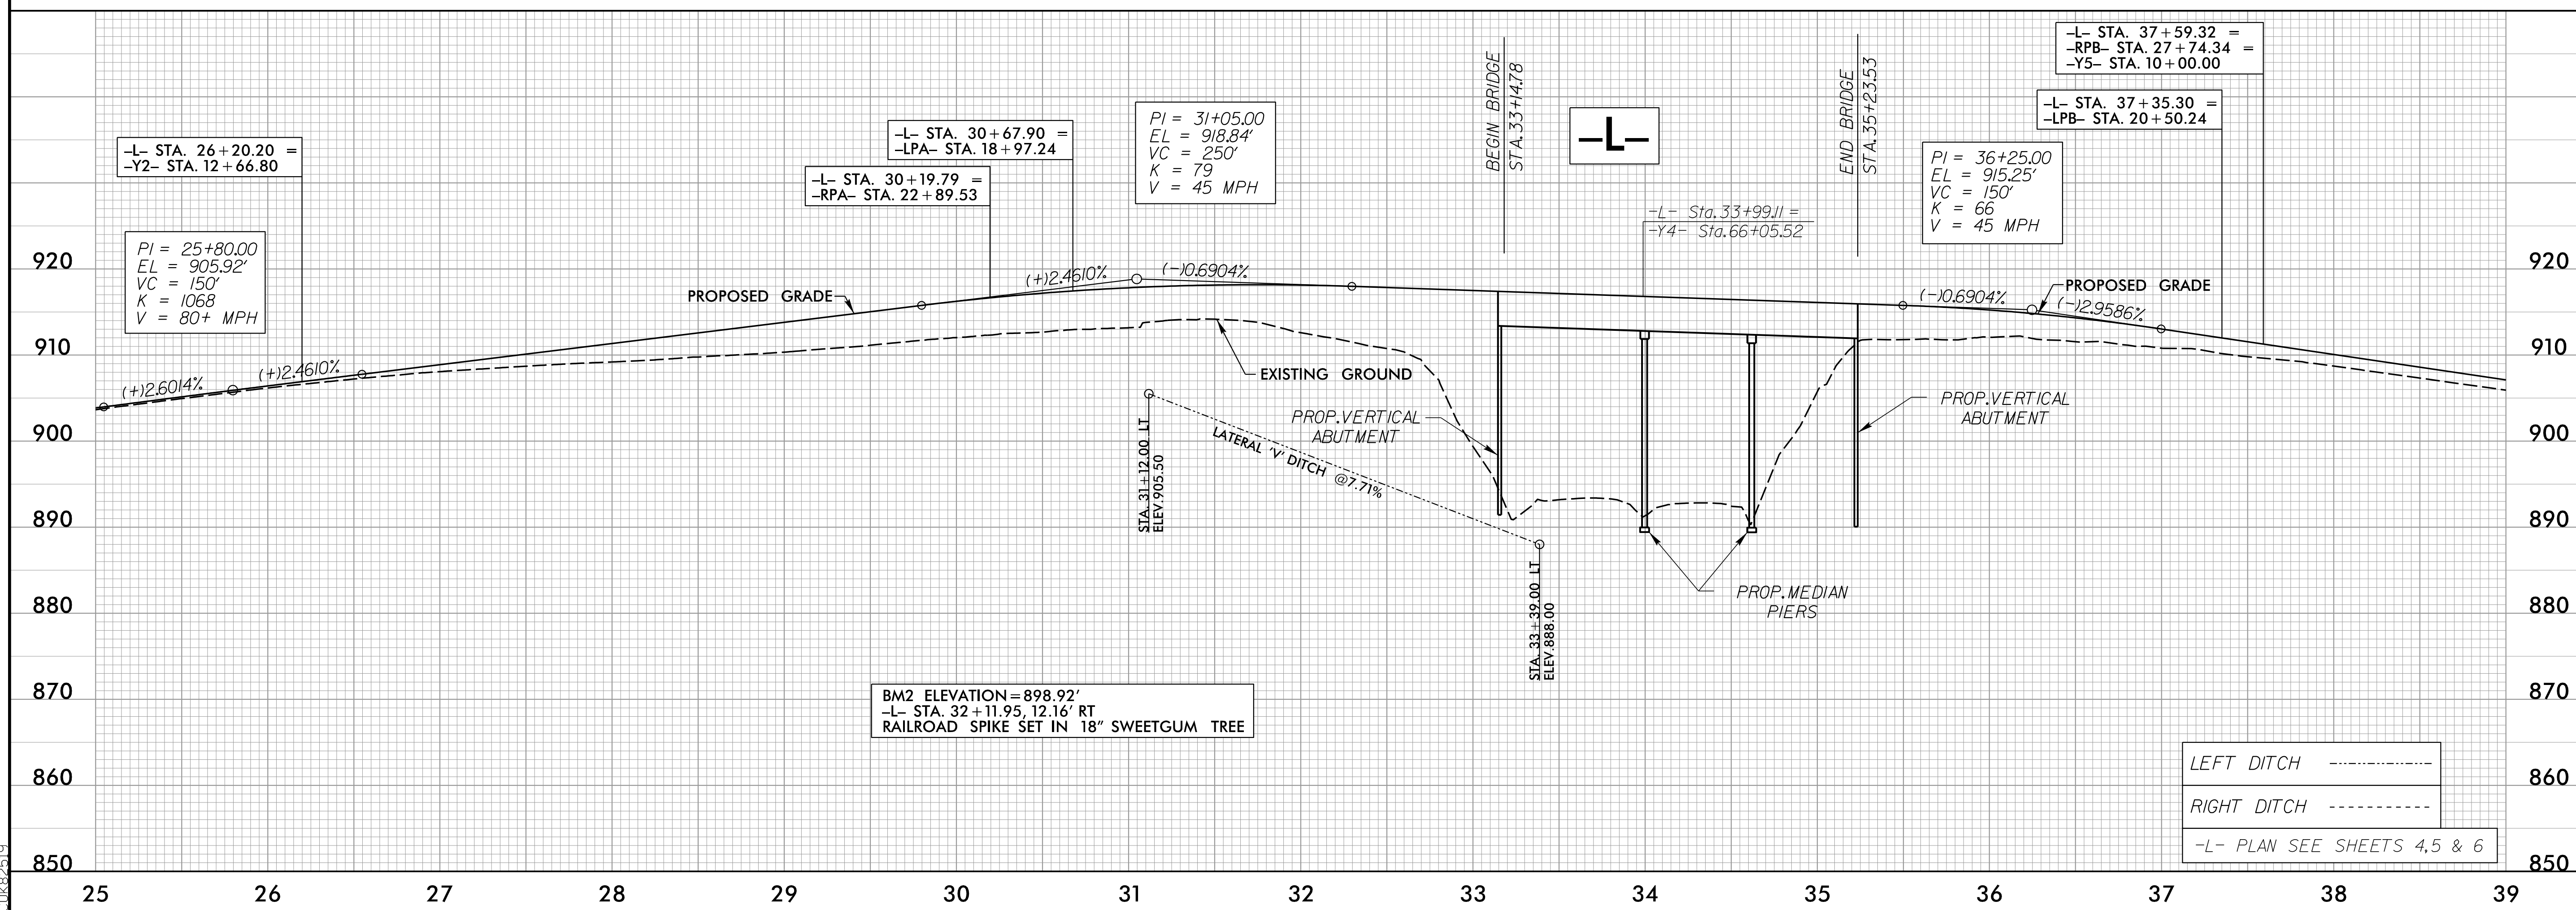 -L- STA. 26+20.20 =
-Y2- STA. 12+66.80
PI = 25+80.00
EL = 905.92'
VC = 150'
K = 1068
V = 80+ MPH
-L- STA. 30+67.90 =
-LPA- STA. 18+97.24
-L- STA. 30+19.79 =
-RPA- STA. 22+89.53
PI = 31+05.00
EL = 918.84'
VC = 250'
K = 79
V = 45 MPH
BEGIN BRIDGE
STA.33+14.78
-L-
-L- Sta.33+99.11 =
-Y4- Sta.66+05.52
END BRIDGE
STA.35+23.53
PI = 36+25.00
EL = 915.25'
VC = 150'
K = 66
V = 45 MPH
-L- STA. 37+59.32 =
-RPB- STA. 27+74.34 =
-Y5- STA. 10+00.00
-L- STA. 37+35.30 =
-LPB- STA. 20+50.24
(+)2.6014%
(+)2.4610%
PROPOSED GRADE
(+)2.4610%
(-)0.6904%
(-)0.6904%
PROPOSED GRADE
(-)2.9586%
EXISTING GROUND
PROP.VERTICAL
ABUTMENT
PROP.VERTICAL
ABUTMENT
LATERAL 'V' DITCH @7.71%
STA. 31+12.00 LT
ELEV.905.50
STA. 33+39.00 LT
ELEV.888.00
PROP.MEDIAN
PIERS
BM2 ELEVATION=898.92'
-L- STA. 32+11.95, 12.16' RT
RAILROAD SPIKE SET IN 18" SWEETGUM TREE
LEFT DITCH
RIGHT DITCH
-L- PLAN SEE SHEETS 4,5 & 6
920
910
900
890
880
870
860
850
920
910
900
890
880
870
860
850
25 26 27 28 29 30 31 32 33 34 35 36 37 38 39